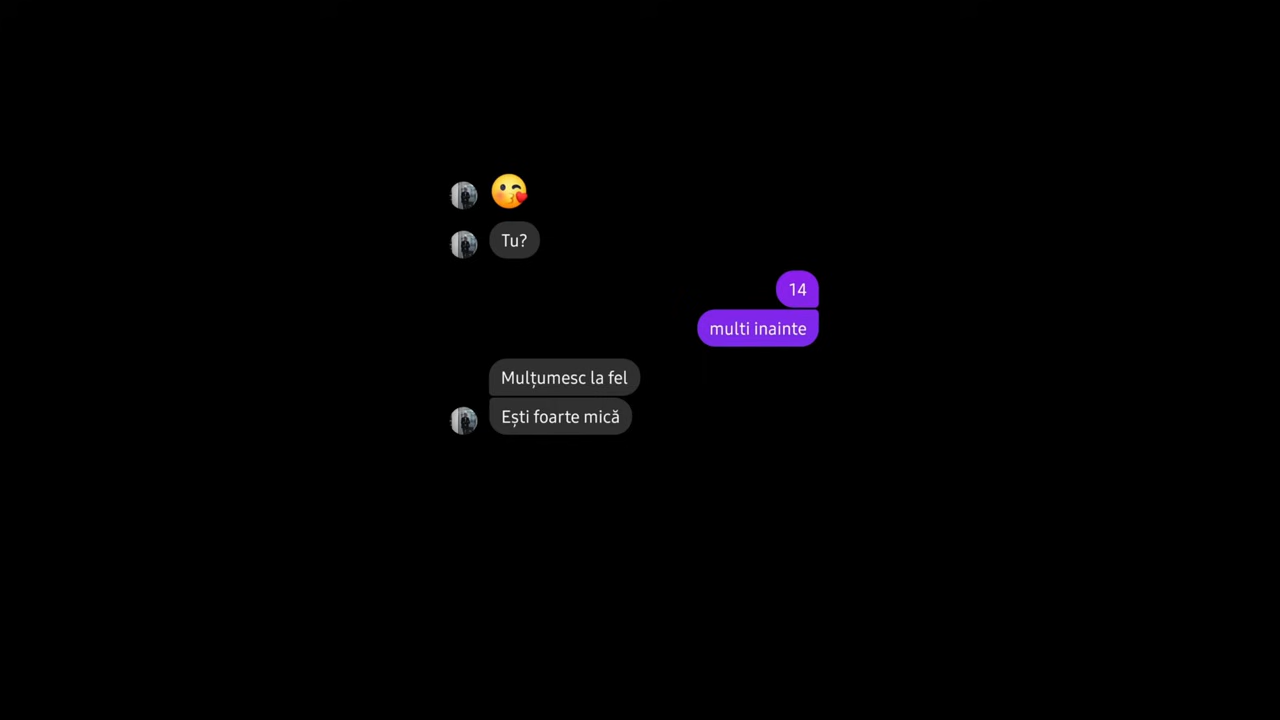 😘
Tu?
14
multi inainte
Mulțumesc la fel
Ești foarte mică